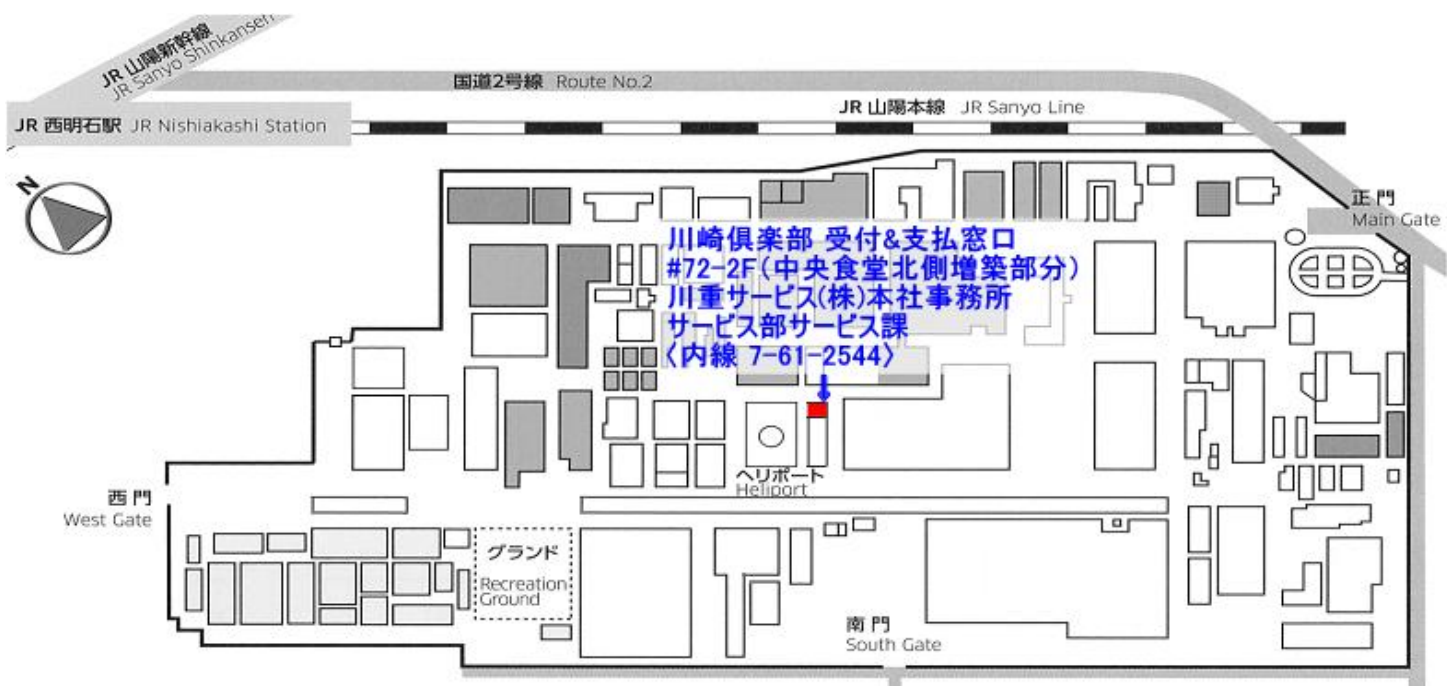 JR 山陽新幹線
JR Sanyo Shinkansen
国道2号線 Route No.2
JR 山陽本線 JR Sanyo Line
JR 西明石駅 JR Nishiakashi Station
N
正門
Main Gate
川崎倶楽部 受付&支払窓口
#72-2F(中央食堂北側増築部分)
川重サービス(株)本社事務所
サービス部サービス課
〈内線 7-61-2544〉
ヘリポート
Heliport
西門
West Gate
グランド
Recreation
Ground
南門
South Gate